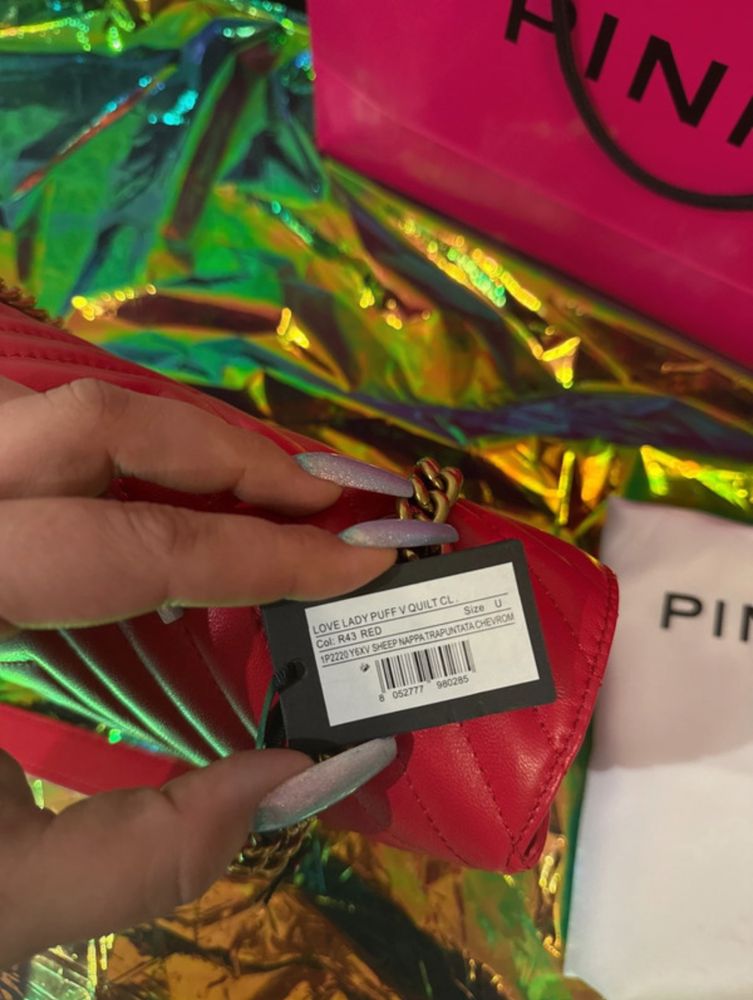 PIN
LOVE LADY PUFF V QUILT CL.
Size U
Col: R43 RED
1P2220 Y6XV SHEEP NAPPA TRAPUNTATA CHEVROM
8 052777 980285
PIN